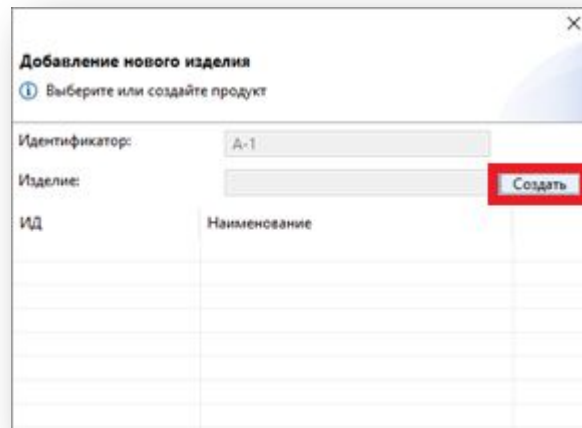 Добавление нового изделия
Выберите или создайте продукт
Идентификатор: А-1
Изделие: Создать
ИД Наименование